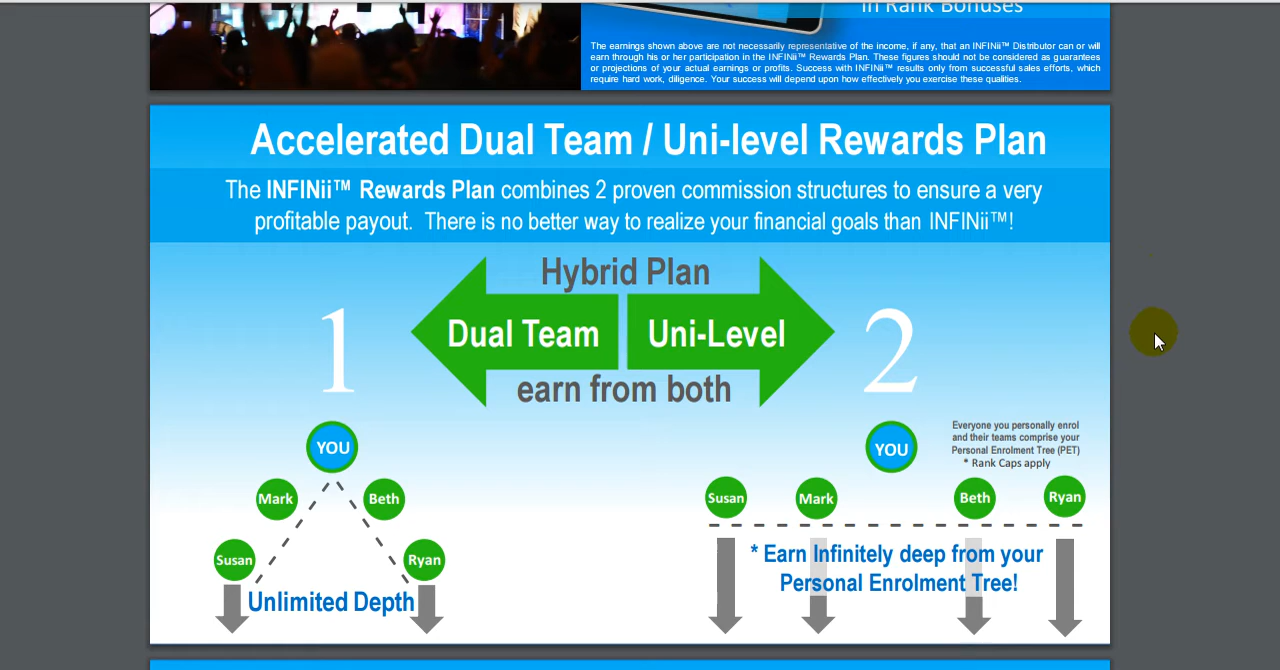 in Rank Bonuses
The earnings shown above are not necessarily representative of the income, if any, that an INFINii™ Distributor can or will
earn through his or her participation in the INFINii™ Rewards Plan. These figures should not be considered as guarantees
or projections of your actual earnings or profits. Success with INFINii™ results only from successful sales efforts, which
require hard work, diligence. Your success will depend upon how effectively you exercise these qualities.
Accelerated Dual Team / Uni-level Rewards Plan
The INFINii™ Rewards Plan combines 2 proven commission structures to ensure a very
profitable payout. There is no better way to realize your financial goals than INFINii™!
Hybrid Plan
1
Dual Team
Uni-Level
2
earn from both
YOU
Mark
Beth
Susan
Ryan
Unlimited Depth
YOU
Everyone you personally enrol
and their teams comprise your
Personal Enrolment Tree (PET)
* Rank Caps apply
Susan
Mark
Beth
Ryan
* Earn Infinitely deep from your
Personal Enrolment Tree!